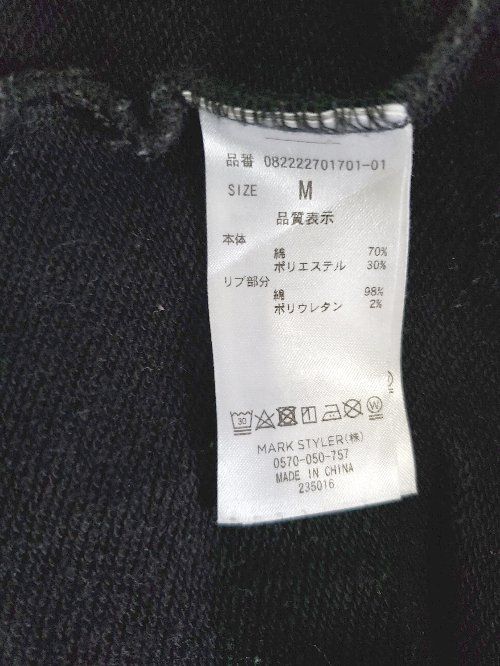 品番 082222701701-01
SIZE M
品質表示
本体
綿 70%
ポリエステル 30%
リブ部分
綿 98%
ポリウレタン 2%
30
W
MARK STYLER(株)
0570-050-757
MADE IN CHINA
235016